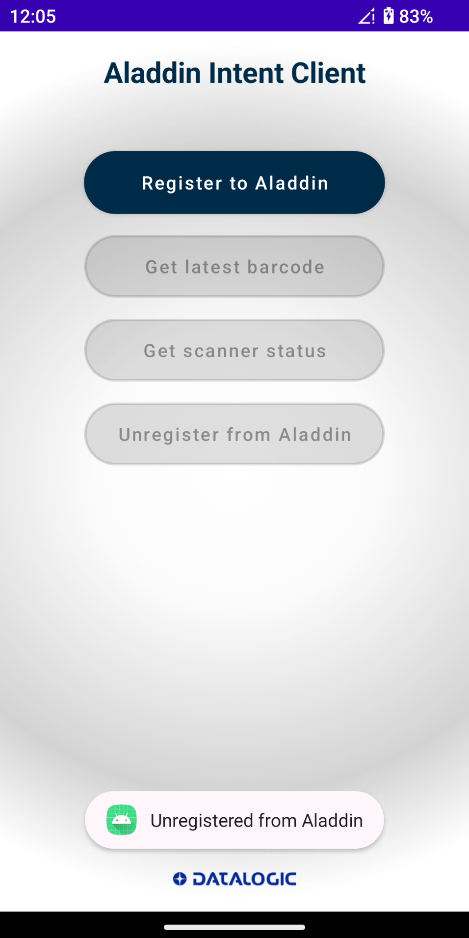 12:05
83%
Aladdin Intent Client
Register to Aladdin
Get latest barcode
Get scanner status
Unregister from Aladdin
Unregistered from Aladdin
DATALOGIC